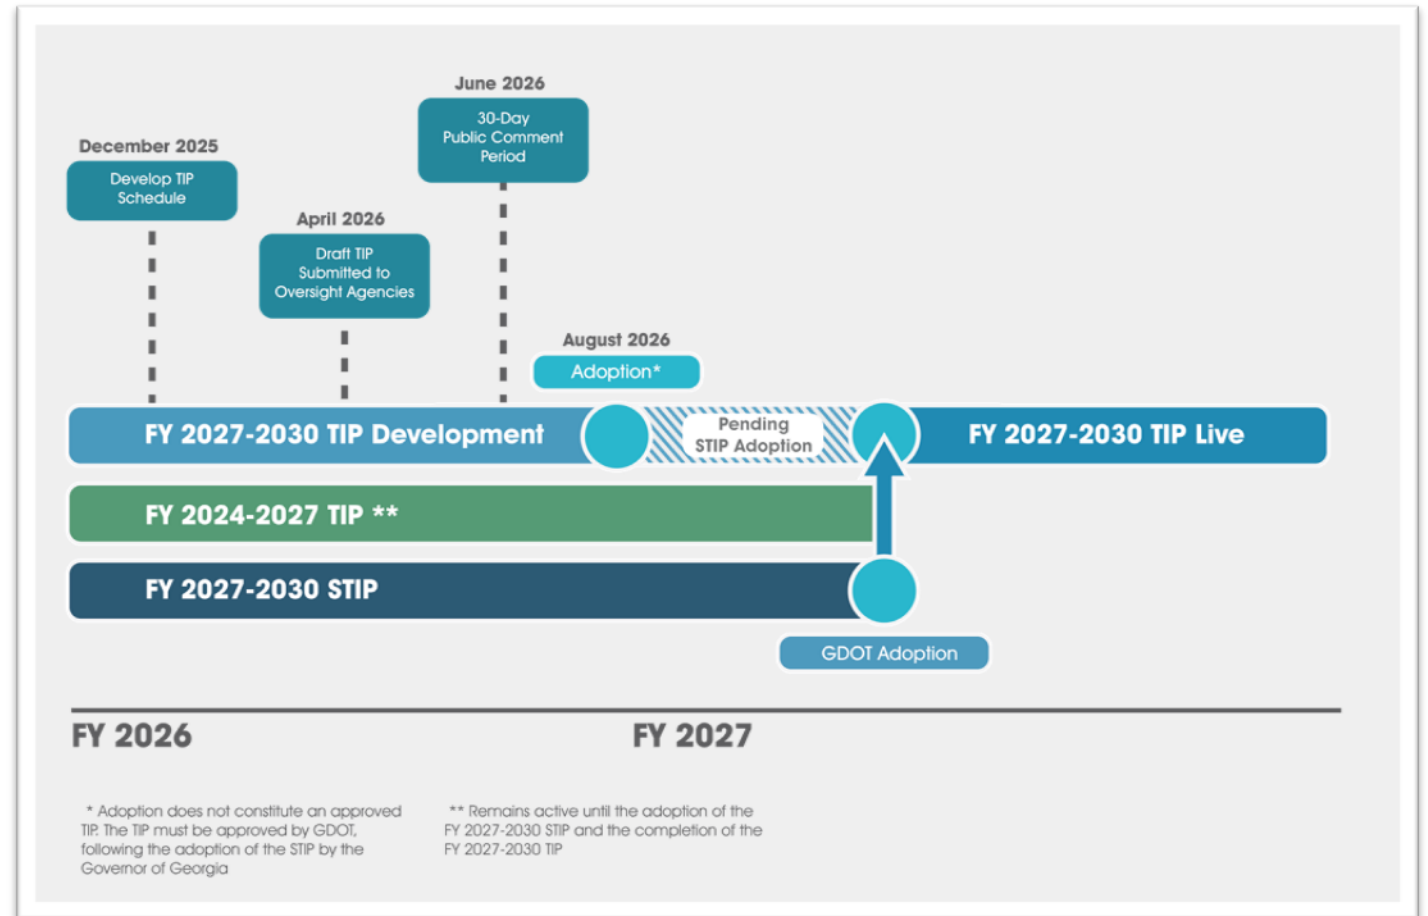 June 2026
30-Day
Public Comment
Period
December 2025
Develop TIP
Schedule
April 2026
Draft TIP
Submitted to
Oversight Agencies
August 2026
Adoption*
FY 2027-2030 TIP Development
Pending
STIP Adoption
FY 2027-2030 TIP Live
FY 2024-2027 TIP **
FY 2027-2030 STIP
GDOT Adoption
FY 2026
FY 2027
* Adoption does not constitute an approved
TIP. The TIP must be approved by GDOT,
following the adoption of the STIP by the
Governor of Georgia
** Remains active until the adoption of the
FY 2027-2030 STIP and the completion of the
FY 2027-2030 TIP